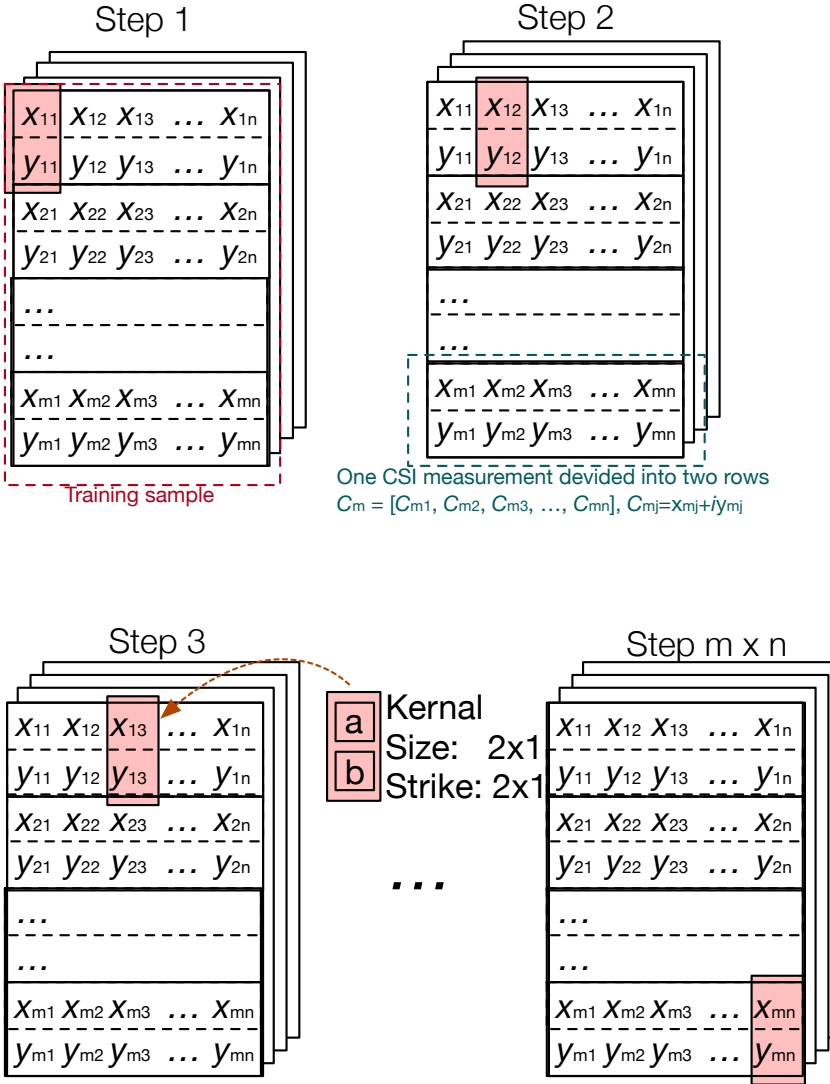 Step 1
x11 x12 x13 ... x1n
y11 y12 y13 ... y1n
x21 x22 x23 ... x2n
y21 y22 y23 ... y2n
...
...
xm1 xm2 xm3 ... xmn
ym1 ym2 ym3 ... ymn
Training sample
Step 2
x11 x12 x13 ... x1n
y11 y12 y13 ... y1n
x21 x22 x23 ... x2n
y21 y22 y23 ... y2n
...
...
xm1 xm2 xm3 ... xmn
ym1 ym2 ym3 ... ymn
One CSI measurement devided into two rows
Cm = [Cm1, Cm2, Cm3, ..., Cmn], Cmj=xmj+iymj
Step 3
x11 x12 x13 ... x1n
y11 y12 y13 ... y1n
x21 x22 x23 ... x2n
y21 y22 y23 ... y2n
...
...
xm1 xm2 xm3 ... xmn
ym1 ym2 ym3 ... ymn
a
b
Kernal
Size: 2x1
Strike: 2x1
...
Step m x n
x11 x12 x13 ... x1n
y11 y12 y13 ... y1n
x21 x22 x23 ... x2n
y21 y22 y23 ... y2n
...
...
xm1 xm2 xm3 ... xmn
ym1 ym2 ym3 ... ymn